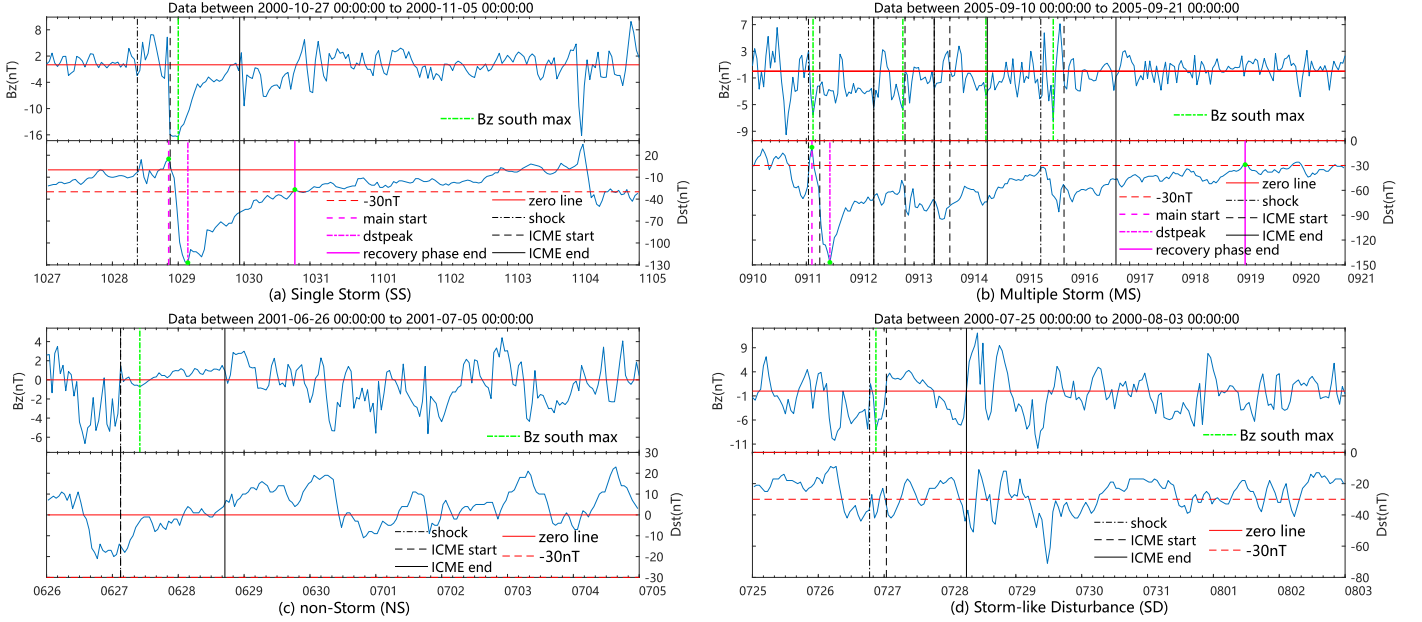 Data between 2000-10-27 00:00:00 to 2000-11-05 00:00:00
8
2
-4
-10
-16
Bz(nT)
Bz south max
20
-10
-40
-70
-100
-130
Dst(nT)
-30nT
main start
dstpeak
recovery phase end
zero line
shock
ICME start
ICME end
1027
1028
1029
1030
1031
1101
1102
1103
1104
1105
(a) Single Storm (SS)
Data between 2005-09-10 00:00:00 to 2005-09-21 00:00:00
7
3
-1
-5
-9
Bz(nT)
Bz south max
0
-30
-60
-90
-120
-150
Dst(nT)
-30nT
main start
dstpeak
recovery phase end
zero line
shock
ICME start
ICME end
0910
0911
0912
0913
0914
0915
0916
0917
0918
0919
0920
0921
(b) Multiple Storm (MS)
Data between 2001-06-26 00:00:00 to 2001-07-05 00:00:00
4
2
0
-2
-4
-6
Bz(nT)
Bz south max
30
20
10
0
-10
-20
-30
Dst(nT)
shock
ICME start
ICME end
zero line
-30nT
0626
0627
0628
0629
0630
0701
0701
0703
0704
0705
(c) non-Storm (NS)
Data between 2000-07-25 00:00:00 to 2000-08-03 00:00:00
9
4
-1
-6
-11
Bz(nT)
Bz south max
0
-20
-40
-60
-80
Dst(nT)
shock
ICME start
ICME end
zero line
-30nT
0725
0726
0727
0728
0729
0730
0731
0801
0802
0803
(d) Storm-like Disturbance (SD)